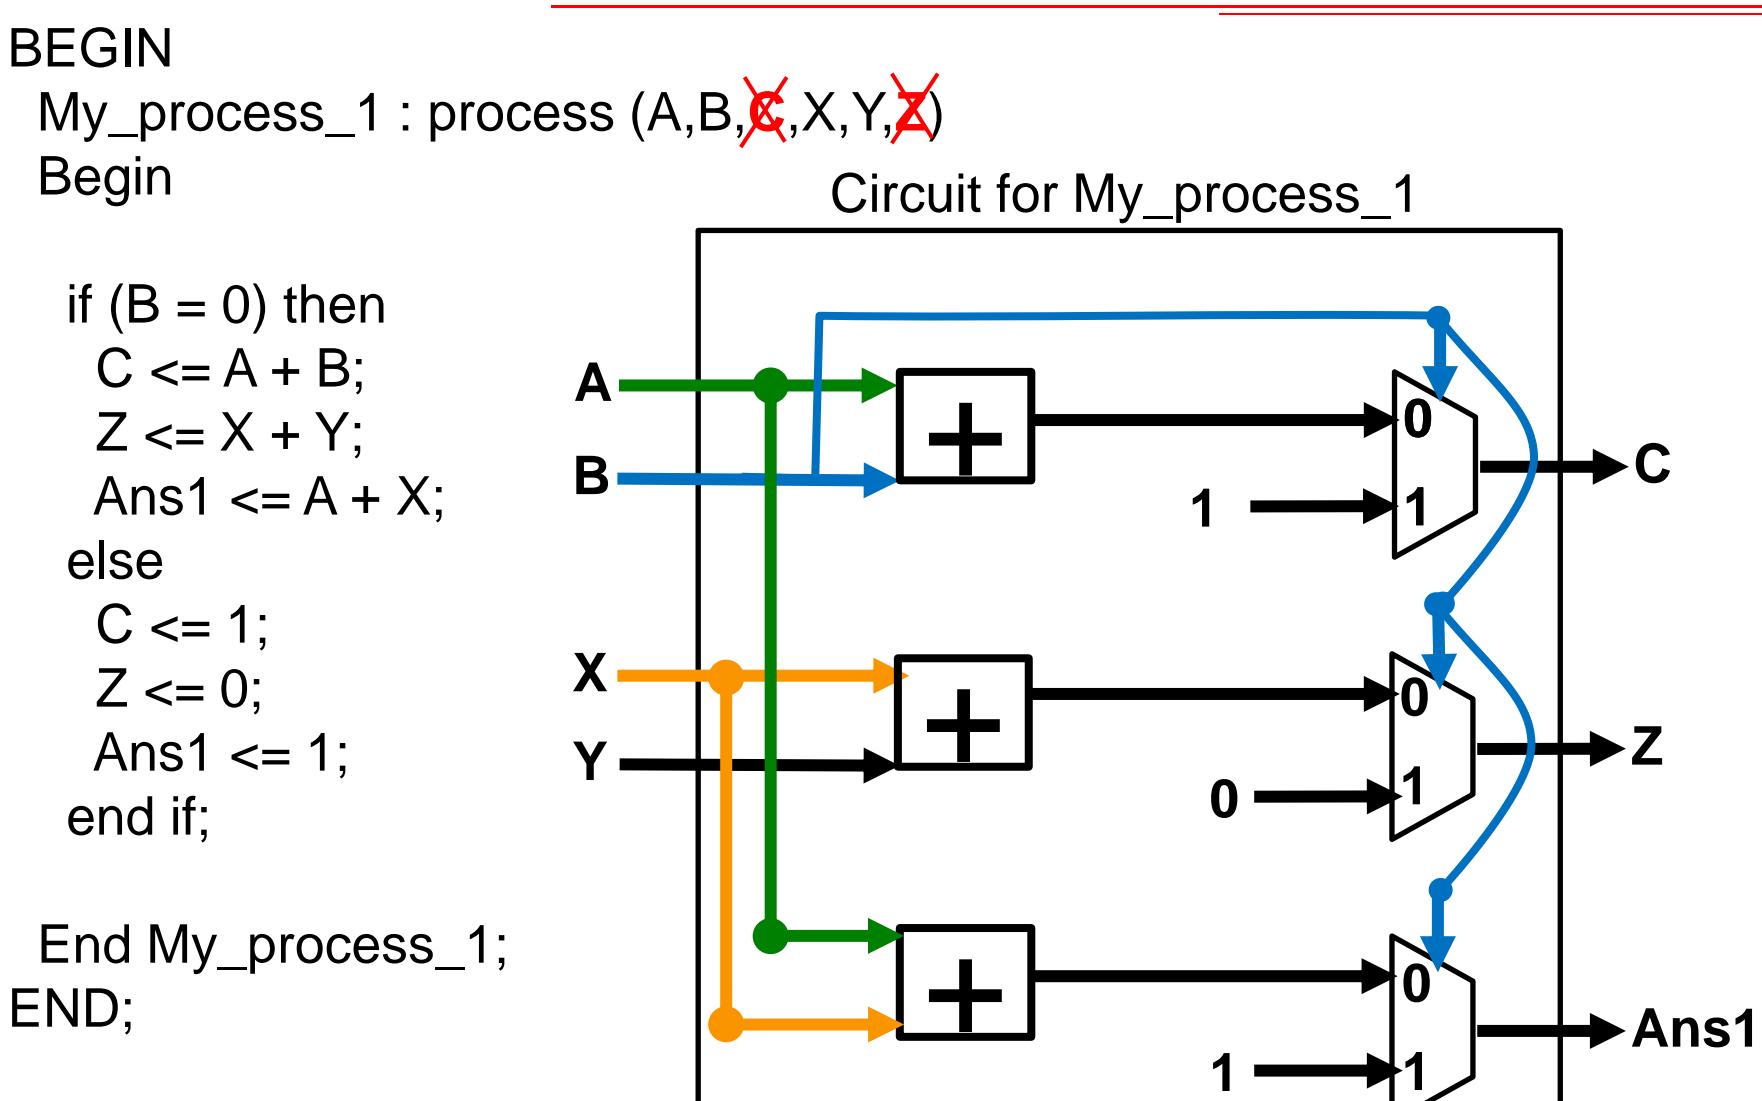 BEGIN
My_process_1 : process (A,B,C,X,Y,Z)
Begin
Circuit for My_process_1
if (B = 0) then
C <= A + B;
Z <= X + Y;
Ans1 <= A + X;
else
C <= 1;
Z <= 0;
Ans1 <= 1;
end if;
End My_process_1;
END;
A
B
+
0
1
1
C
X
Y
+
0
0
1
Z
+
0
1
1
Ans1